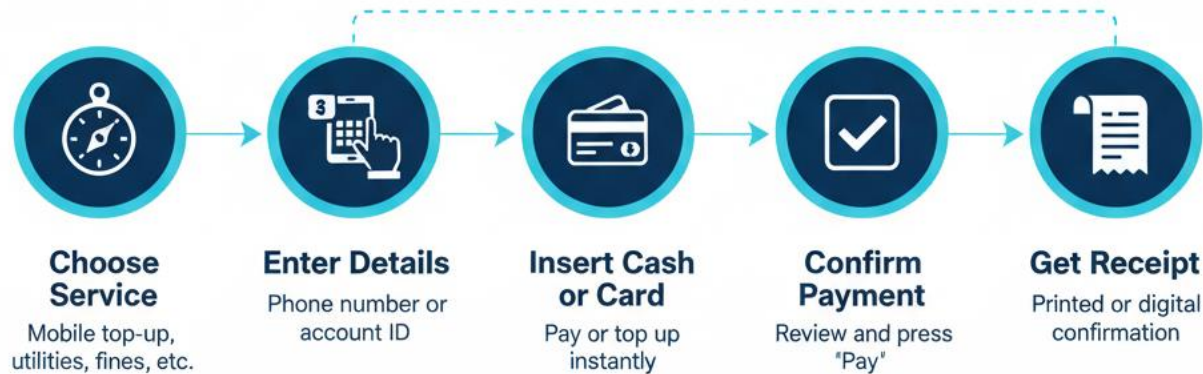 3
Choose
Service
Mobile top-up,
utilities, fines, etc.
Enter Details
Phone number or
account ID
Insert Cash
or Card
Pay or top up
instantly
Confirm
Payment
Review and press
"Pay"
Get Receipt
Printed or digital
confirmation